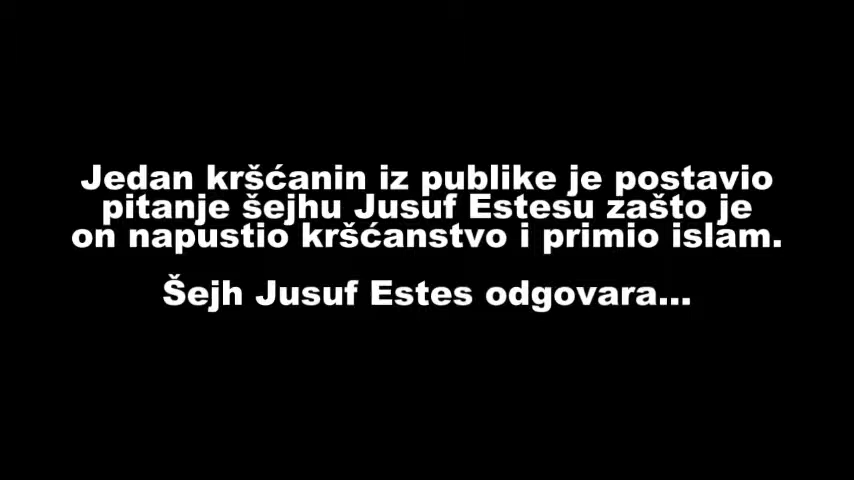 Jedan kršćanin iz publike je postavio
pitanje šejhu Jusuf Estesu zašto je
on napustio kršćanstvo i primio islam.
Šejh Jusuf Estes odgovara...